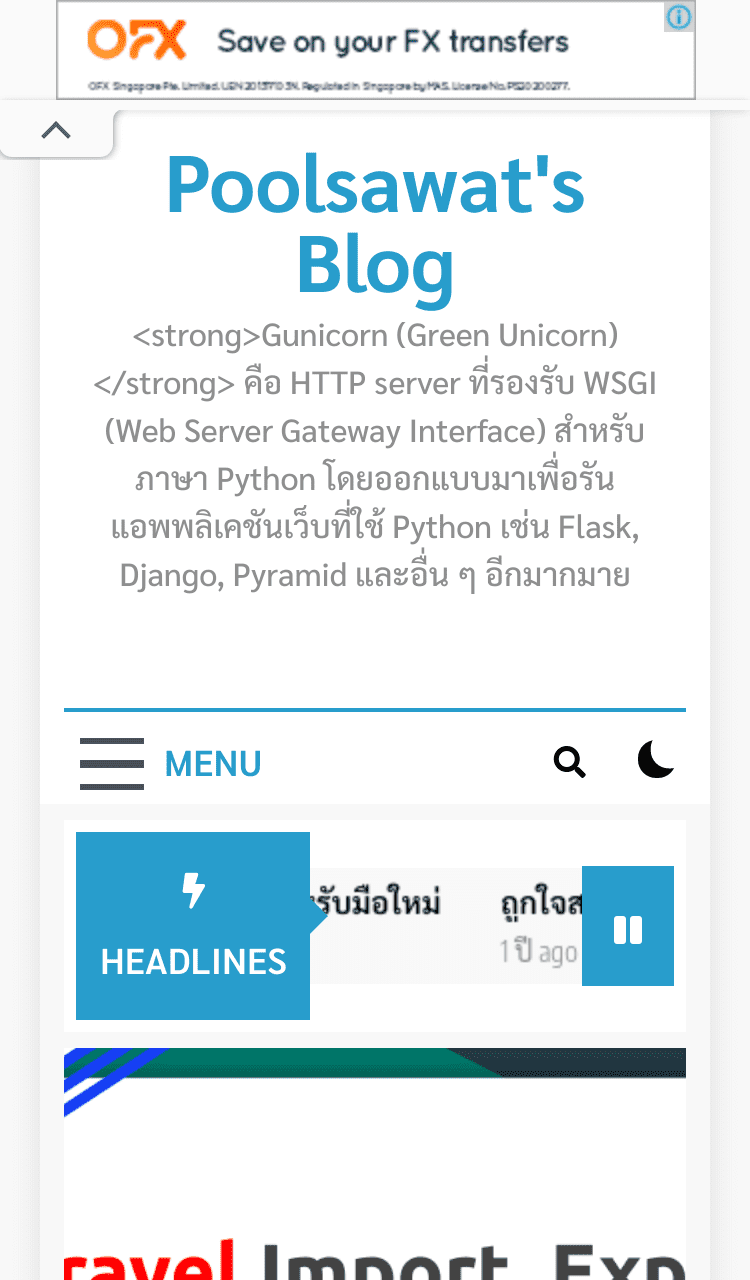 OFX Save on your FX transfers
OFX Singapore Pte. Limited. UEN 201317103N. Regulated in Singapore by MAS. License No. PS20200277.
Poolsawat's
Blog
<strong>Gunicorn (Green Unicorn)
</strong> คือ HTTP server ที่รองรับ WSGI
(Web Server Gateway Interface) สำหรับ
ภาษา Python โดยออกแบบมาเพื่อรัน
แอพพลิเคชันเว็บที่ใช้ Python เช่น Flask,
Django, Pyramid และอื่น ๆ อีกมากมาย
MENU
HEADLINES
รับมือใหม่ ถูกใจส
1 ปี ago
ravel Import Exp